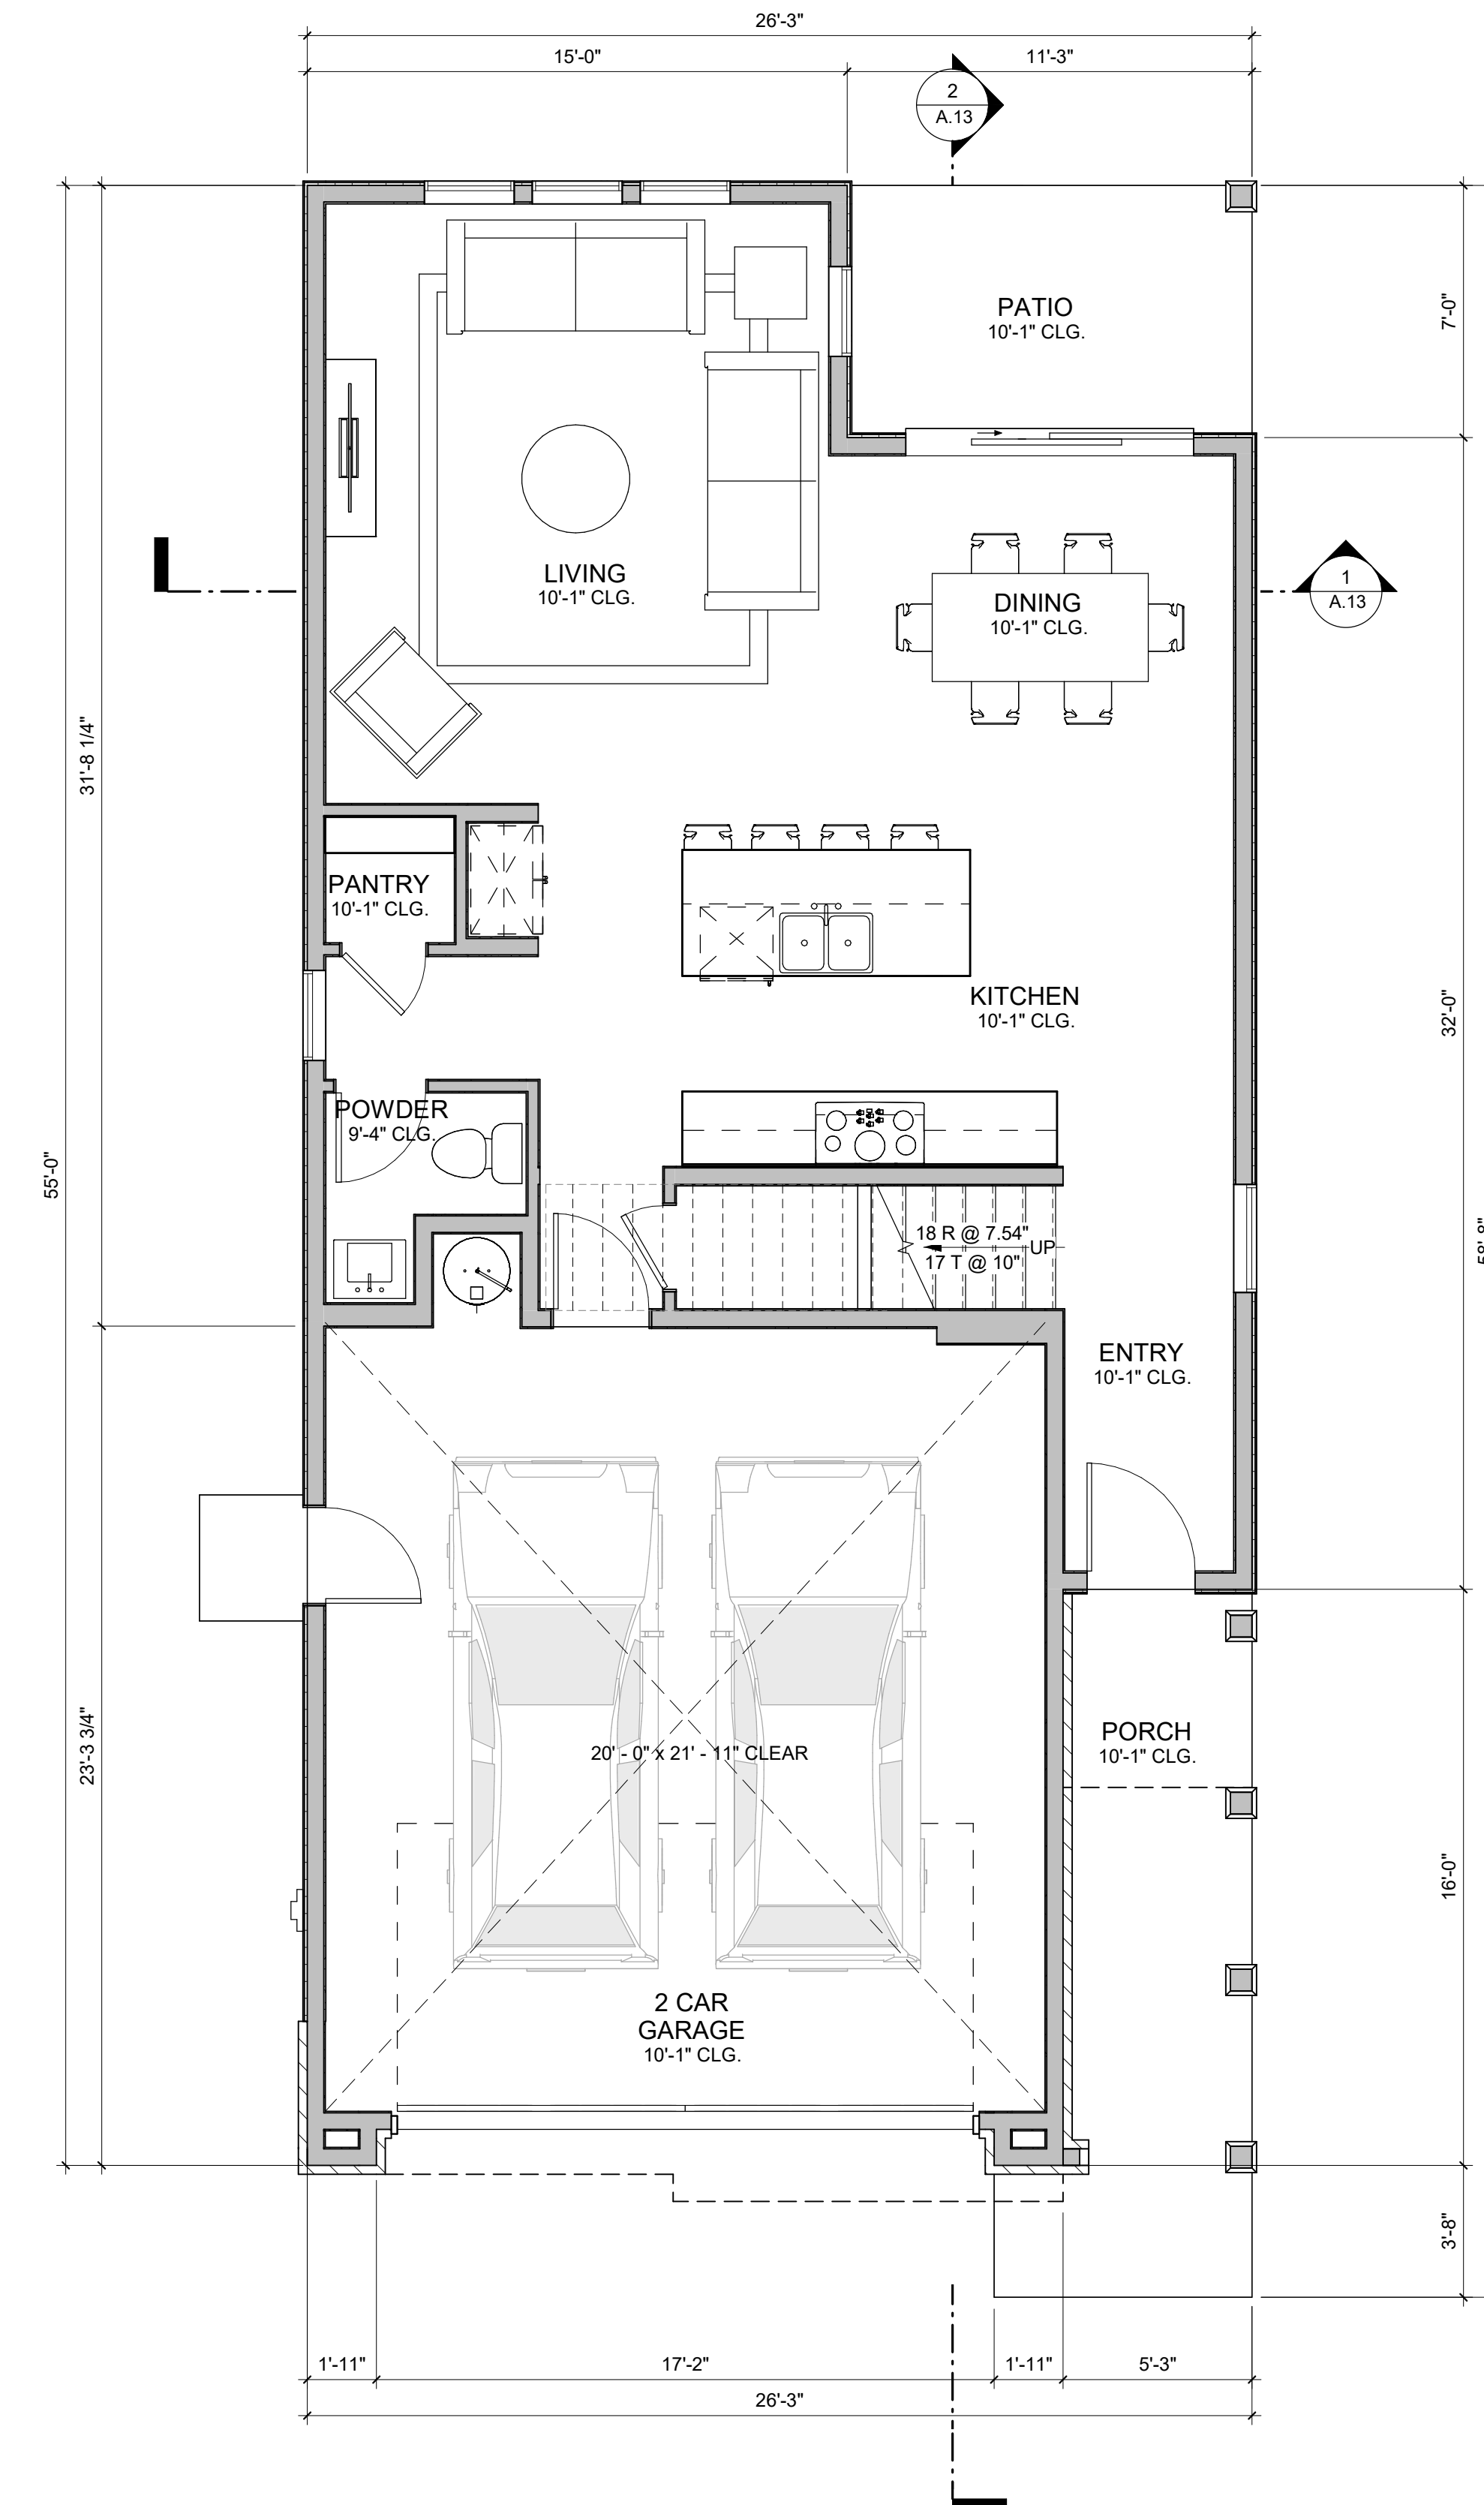 26'-3"
15'-0"
11'-3"
2
A.13
PATIO
10'-1" CLG.
7'-0"
LIVING
10'-1" CLG.
DINING
10'-1" CLG.
1
A.13
31'-8 1/4"
PANTRY
10'-1" CLG.
KITCHEN
10'-1" CLG.
32'-0"
POWDER
9'-4" CLG.
55'-0"
18 R @ 7.54"
17 T @ 10"
UP
58'-8"
ENTRY
10'-1" CLG.
23'-3 3/4"
PORCH
10'-1" CLG.
20' - 0" x 21' - 11" CLEAR
16'-0"
2 CAR
GARAGE
10'-1" CLG.
3'-8"
1'-11"
17'-2"
1'-11"
5'-3"
26'-3"